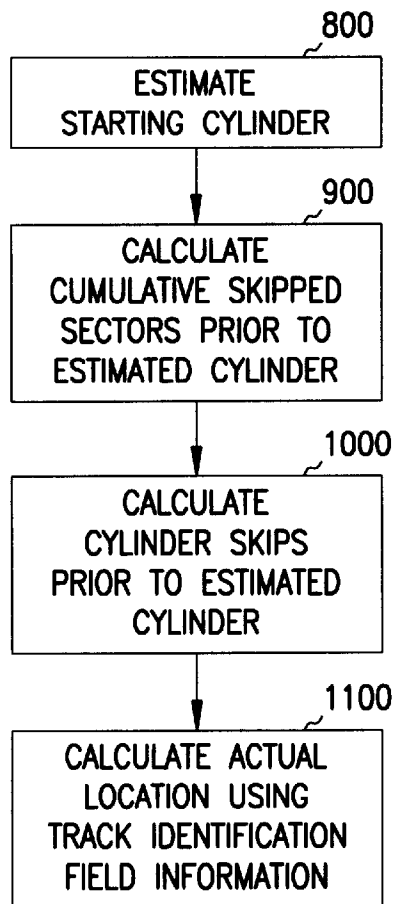 800
ESTIMATE
STARTING CYLINDER
900
CALCULATE
CUMULATIVE SKIPPED
SECTORS PRIOR TO
ESTIMATED CYLINDER
1000
CALCULATE
CYLINDER SKIPS
PRIOR TO ESTIMATED
CYLINDER
1100
CALCULATE ACTUAL
LOCATION USING
TRACK IDENTIFICATION
FIELD INFORMATION